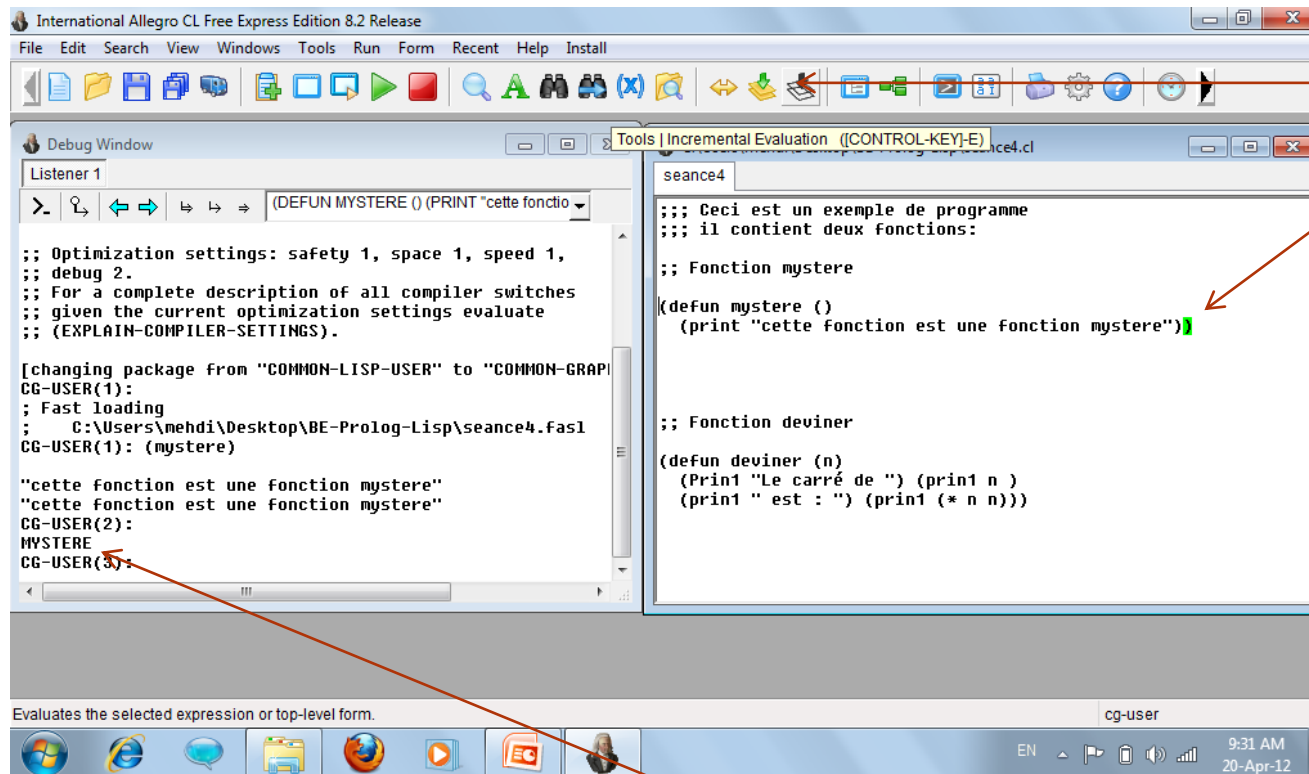 International Allegro CL Free Express Edition 8.2 Release
File Edit Search View Windows Tools Run Form Recent Help Install
Debug Window
Listener 1
(DEFUN MYSTERE () (PRINT "cette fonctio
;; Optimization settings: safety 1, space 1, speed 1,
;; debug 2.
;; For a complete description of all compiler switches
;; given the current optimization settings evaluate
;; (EXPLAIN-COMPILER-SETTINGS).
[changing package from "COMMON-LISP-USER" to "COMMON-GRAPH
CG-USER(1):
; Fast loading
;    C:\Users\mehdi\Desktop\BE-Prolog-Lisp\seance4.fasl
CG-USER(1): (mystere)
"cette fonction est une fonction mystere"
"cette fonction est une fonction mystere"
CG-USER(2):
MYSTERE
CG-USER(3):
Tools | Incremental Evaluation ([CONTROL-KEY]-E)
seance4
;;; Ceci est un exemple de programme
;;; il contient deux fonctions:
;; Fonction mystere
(defun mystere ()
  (print "cette fonction est une fonction mystere"))
;; Fonction deviner
(defun deviner (n)
  (Prin1 "Le carré de ") (prin1 n )
  (prin1 " est : ") (prin1 (* n n)))
Evaluates the selected expression or top-level form.
cg-user
EN
9:31 AM
20-Apr-12